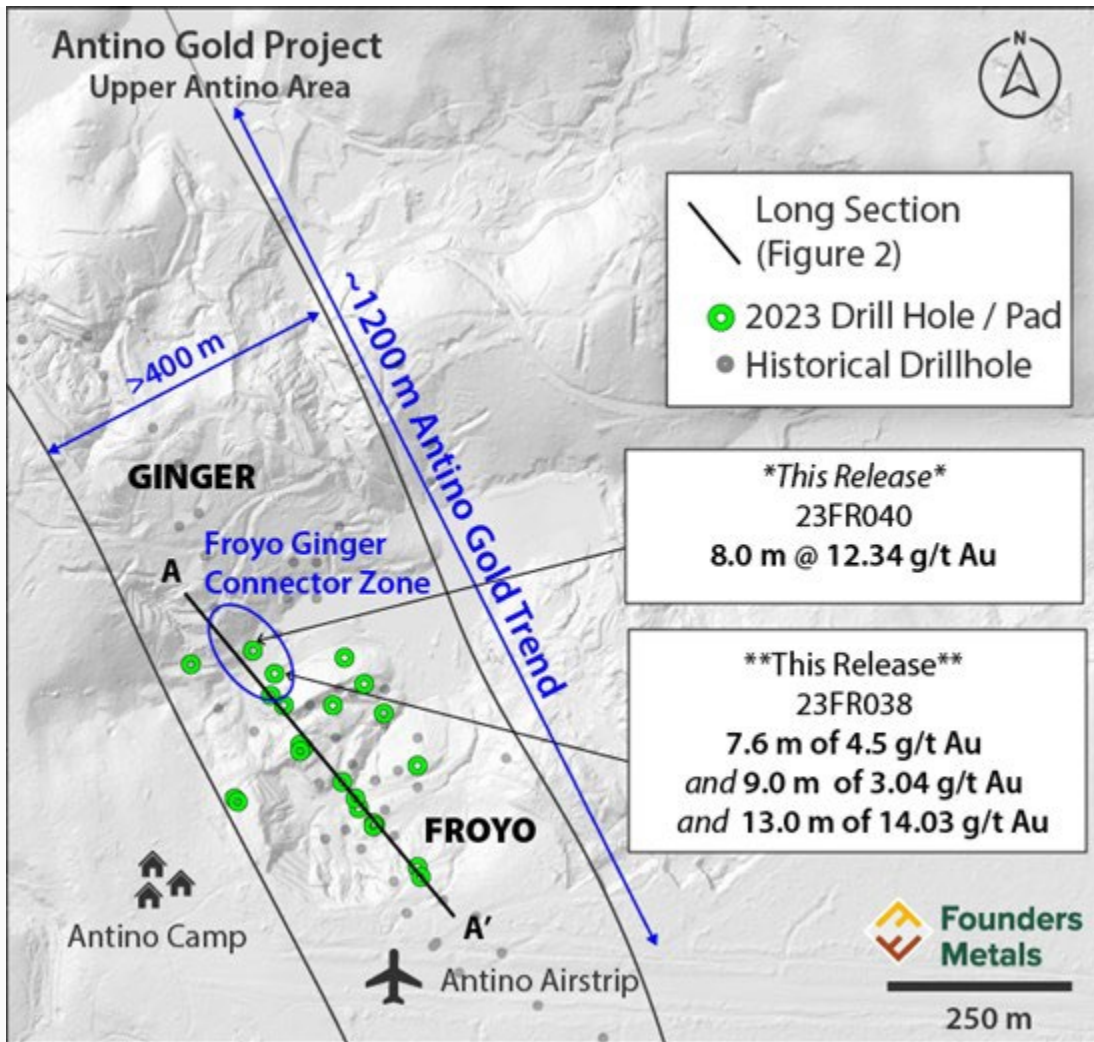 Antino Gold Project
Upper Antino Area
N
Long Section
(Figure 2)
2023 Drill Hole / Pad
Historical Drillhole
>400 m
~1200 m Antino Gold Trend
GINGER
*This Release*
23FR040
8.0 m @ 12.34 g/t Au
Froyo Ginger
Connector Zone
A
**This Release**
23FR038
7.6 m of 4.5 g/t Au
and 9.0 m of 3.04 g/t Au
and 13.0 m of 14.03 g/t Au
FROYO
A'
Antino Camp
Antino Airstrip
Founders
Metals
250 m